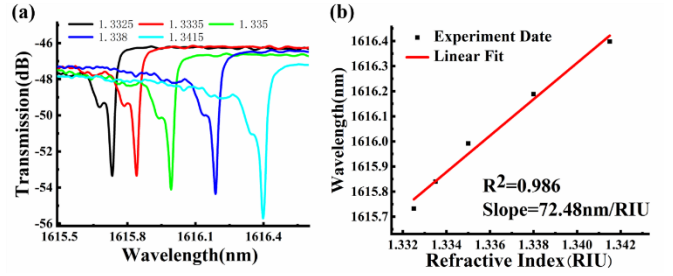 (a)
1.3325 1.3335 1.335
1.338 1.3415
-46
-48
-50
-52
-54
-56
Transmission(dB)
1615.5 1615.8 1616.1 1616.4
Wavelength(nm)
(b)
1616.4
1616.3
1616.2
1616.1
1616.0
1615.9
1615.8
1615.7
Wavelength(nm)
Experiment Date
Linear Fit
R2=0.986
Slope=72.48nm/RIU
1.332 1.334 1.336 1.338 1.340 1.342
Refractive Index(RIU)